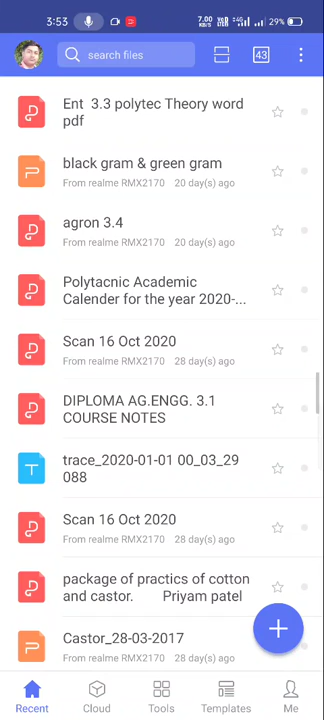 3:53
7.00 KB/S
29%
search files
43
Ent 3.3 polytec Theory word
pdf
black gram & green gram
From realme RMX2170 20 day(s) ago
agron 3.4
From realme RMX2170 20 day(s) ago
Polytacnic Academic
Calender for the year 2020-...
Scan 16 Oct 2020
From realme RMX2170 28 day(s) ago
DIPLOMA AG.ENGG. 3.1
COURSE NOTES
trace_2020-01-01 00_03_29
088
Scan 16 Oct 2020
From realme RMX2170 28 day(s) ago
package of practics of cotton
and castor. Priyam patel
Castor_28-03-2017
From realme RMX2170 28 day(s) ago
Recent
Cloud
Tools
Templates
Me